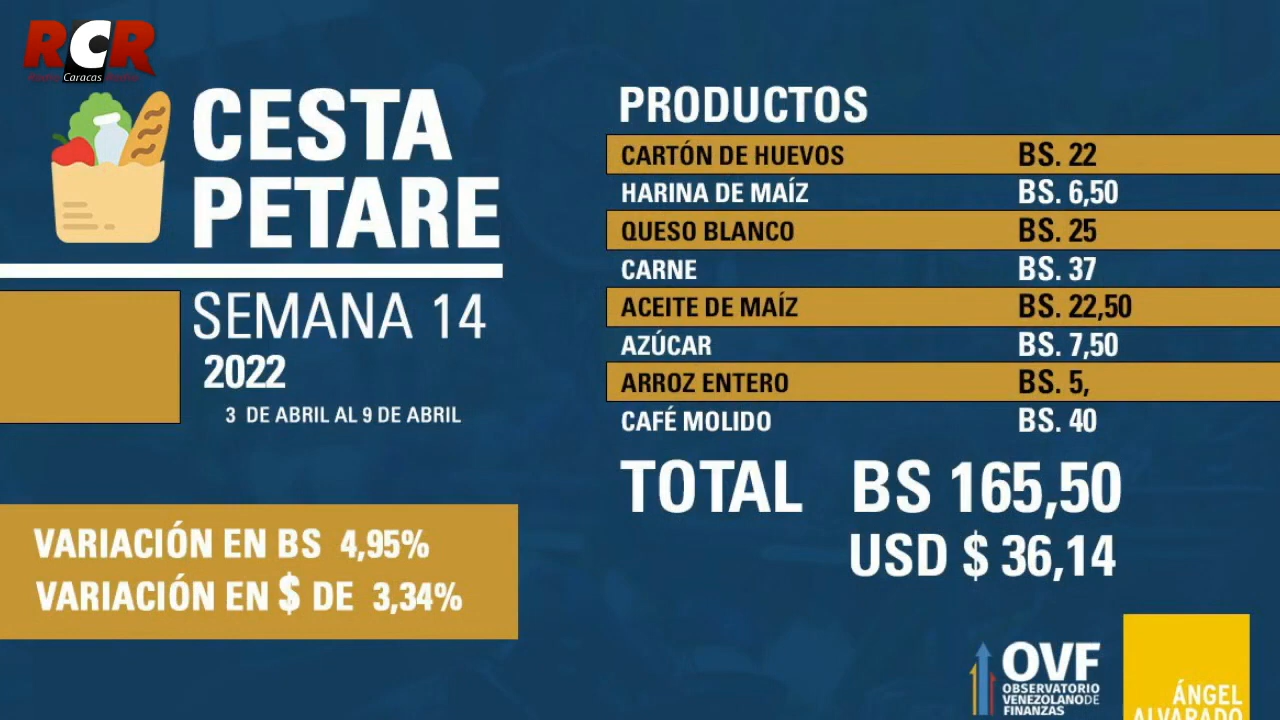 RCR
Caracas
CESTA
PETARE
SEMANA 14
2022
3 DE ABRIL AL 9 DE ABRIL
VARIACIÓN EN BS 4,95%
VARIACIÓN EN $ DE 3,34%
PRODUCTOS
CARTÓN DE HUEVOS BS. 22
HARINA DE MAÍZ BS. 6,50
QUESO BLANCO BS. 25
CARNE BS. 37
ACEITE DE MAÍZ BS. 22,50
AZÚCAR BS. 7,50
ARROZ ENTERO BS. 5,
CAFÉ MOLIDO BS. 40
TOTAL BS 165,50
USD $ 36,14
OVF
OBSERVATORIO
VENEZOLANO DE
FINANZAS
ÁNGEL
ALVARADO